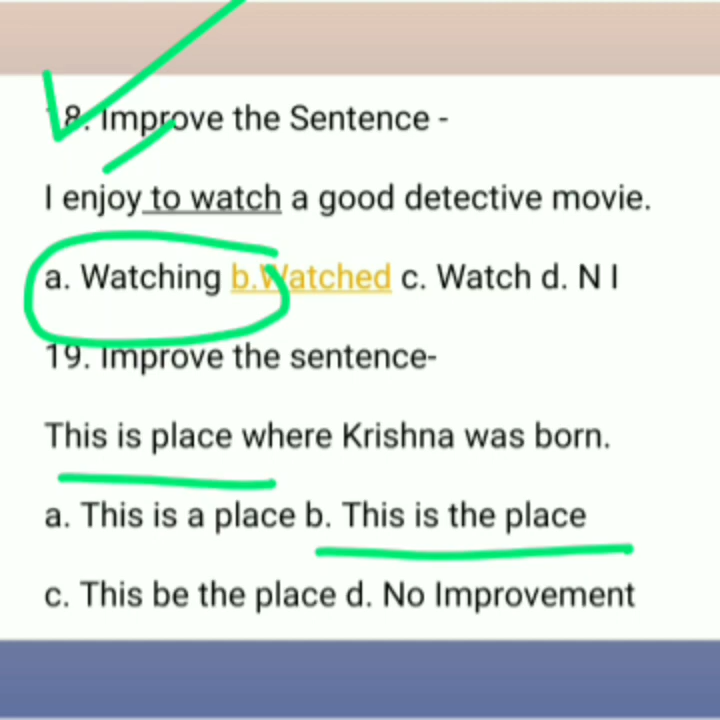 18. Improve the Sentence -
I enjoy to watch a good detective movie.
a. Watching b.Watched c. Watch d. N I
19. Improve the sentence-
This is place where Krishna was born.
a. This is a place b. This is the place
c. This be the place d. No Improvement